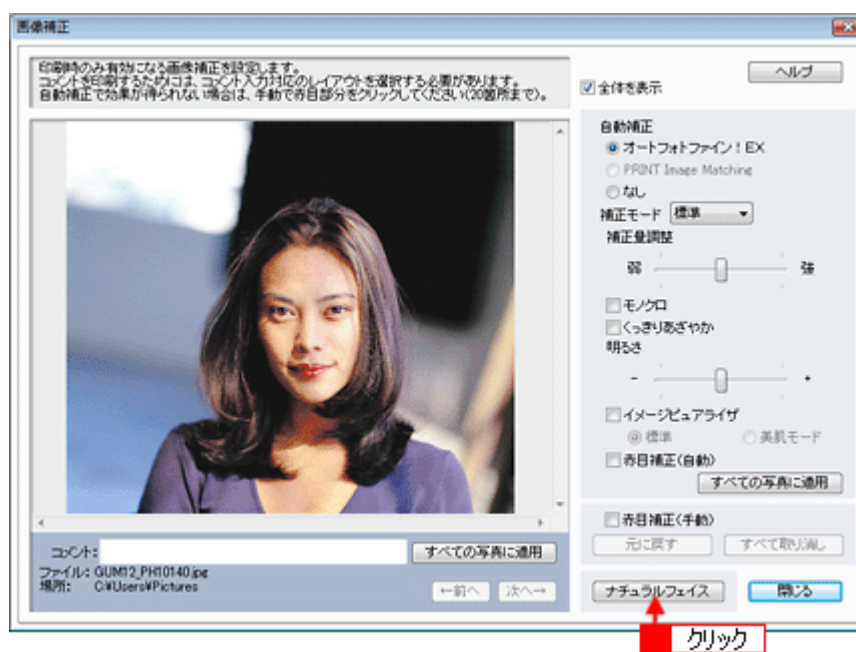 画像補正
印刷時のみ有効になる画像補正を設定します。
コメントを印刷するためには、コメント入力対応のレイアウトを選択する必要があります。
自動補正で効果が得られない場合は、手動で赤目部分をクリックしてください(20箇所まで)。
ヘルプ
全体を表示
自動補正
オートフォトファイン!EX
PRINT Image Matching
なし
補正モード 標準
補正量調整
弱 強
モノクロ
くっきりあざやか
明るさ
- +
イメージピュアライザ
標準 美肌モード
赤目補正(自動)
すべての写真に適用
赤目補正(手動)
元に戻す すべて取り消し
コメント: すべての写真に適用
ファイル: GUM12_PH10140.jpg
場所: C:¥Users¥Pictures
←前へ 次へ→
ナチュラルフェイス 閉じる
クリック